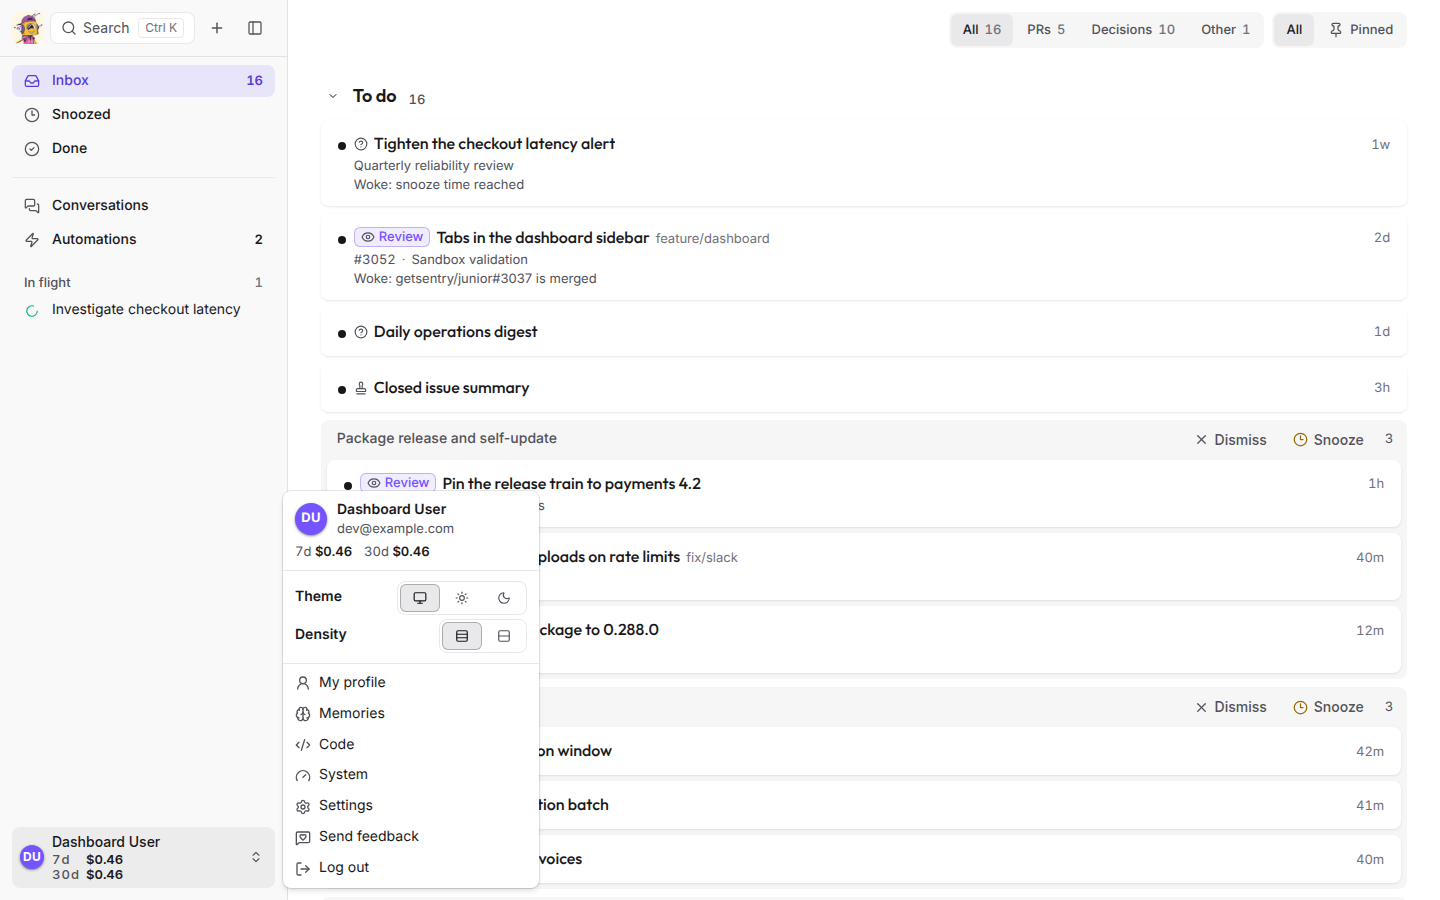 Search Ctrl K
Inbox 16
Snoozed
Done
Conversations
Automations 2
In flight 1
Investigate checkout latency
All 16 PRs 5 Decisions 10 Other 1 All Pinned
To do 16
Tighten the checkout latency alert 1w
Quarterly reliability review
Woke: snooze time reached
Review Tabs in the dashboard sidebar feature/dashboard 2d
#3052 · Sandbox validation
Woke: getsentry/junior#3037 is merged
Daily operations digest 1d
Closed issue summary 3h
Package release and self-update Dismiss Snooze 3
Review Pin the release train to payments 4.2 1h
s
ploads on rate limits fix/slack 40m
ckage to 0.288.0 12m
Dismiss Snooze 3
on window 42m
tion batch 41m
voices 40m
DU Dashboard User
dev@example.com
7d $0.46 30d $0.46
Theme
Density
My profile
Memories
Code
System
Settings
Send feedback
Log out
DU Dashboard User
7d $0.46
30d $0.46